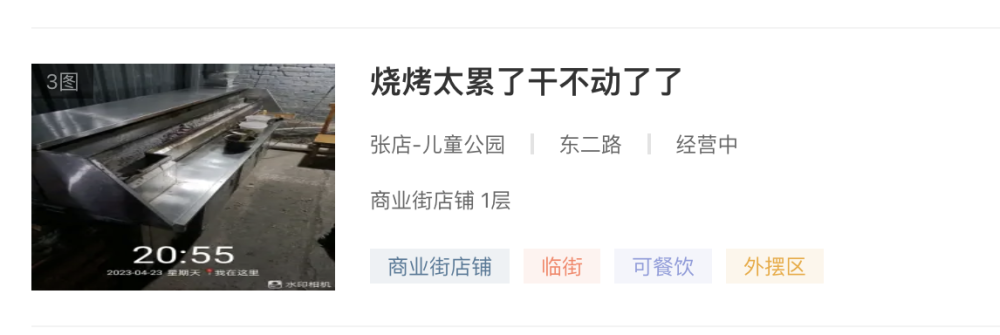 3图
烧烤太累了干不动了了
张店-儿童公园 东二路 经营中
商业街店铺 1层
20:55
2023-04-23 星期天 我在这里
水印相机
商业街店铺 临街 可餐饮 外摆区